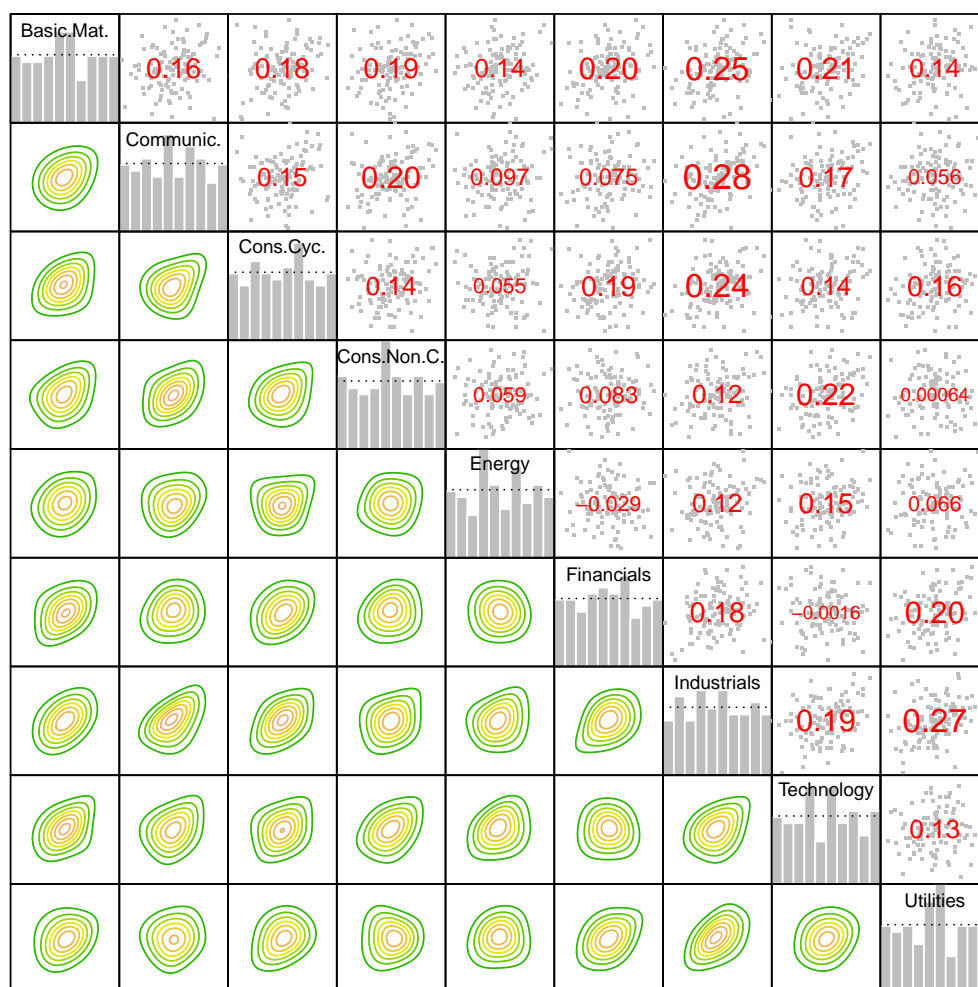 Basic.Mat. 0.16 0.18 0.19 0.14 0.20 0.25 0.21 0.14
Communic. 0.15 0.20 0.097 0.075 0.28 0.17 0.056
Cons.Cyc. 0.14 0.055 0.19 0.24 0.14 0.16
Cons.Non.C. 0.059 0.083 0.12 0.22 0.00064
Energy −0.029 0.12 0.15 0.066
Financials 0.18 −0.0016 0.20
Industrials 0.19 0.27
Technology 0.13
Utilities